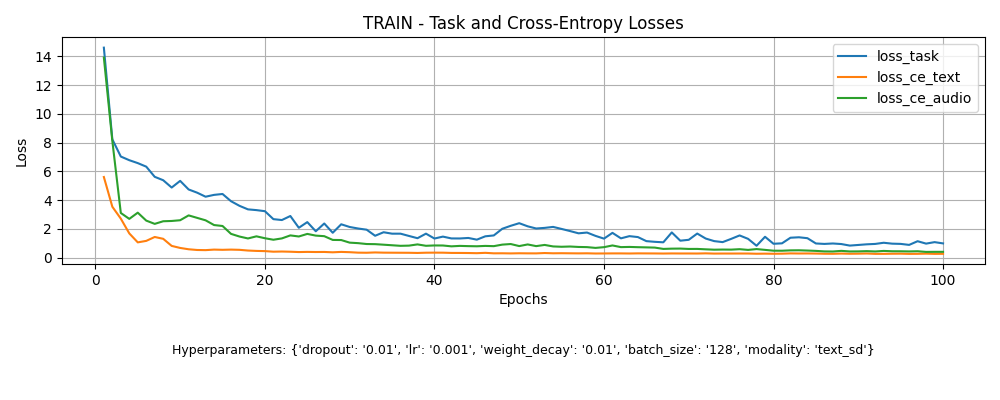 TRAIN - Task and Cross-Entropy Losses
14
12
10
8
6
4
2
0
Loss
loss_task
loss_ce_text
loss_ce_audio
0
20
40
60
80
100
Epochs
Hyperparameters: {'dropout': '0.01', 'lr': '0.001', 'weight_decay': '0.01', 'batch_size': '128', 'modality': 'text_sd'}